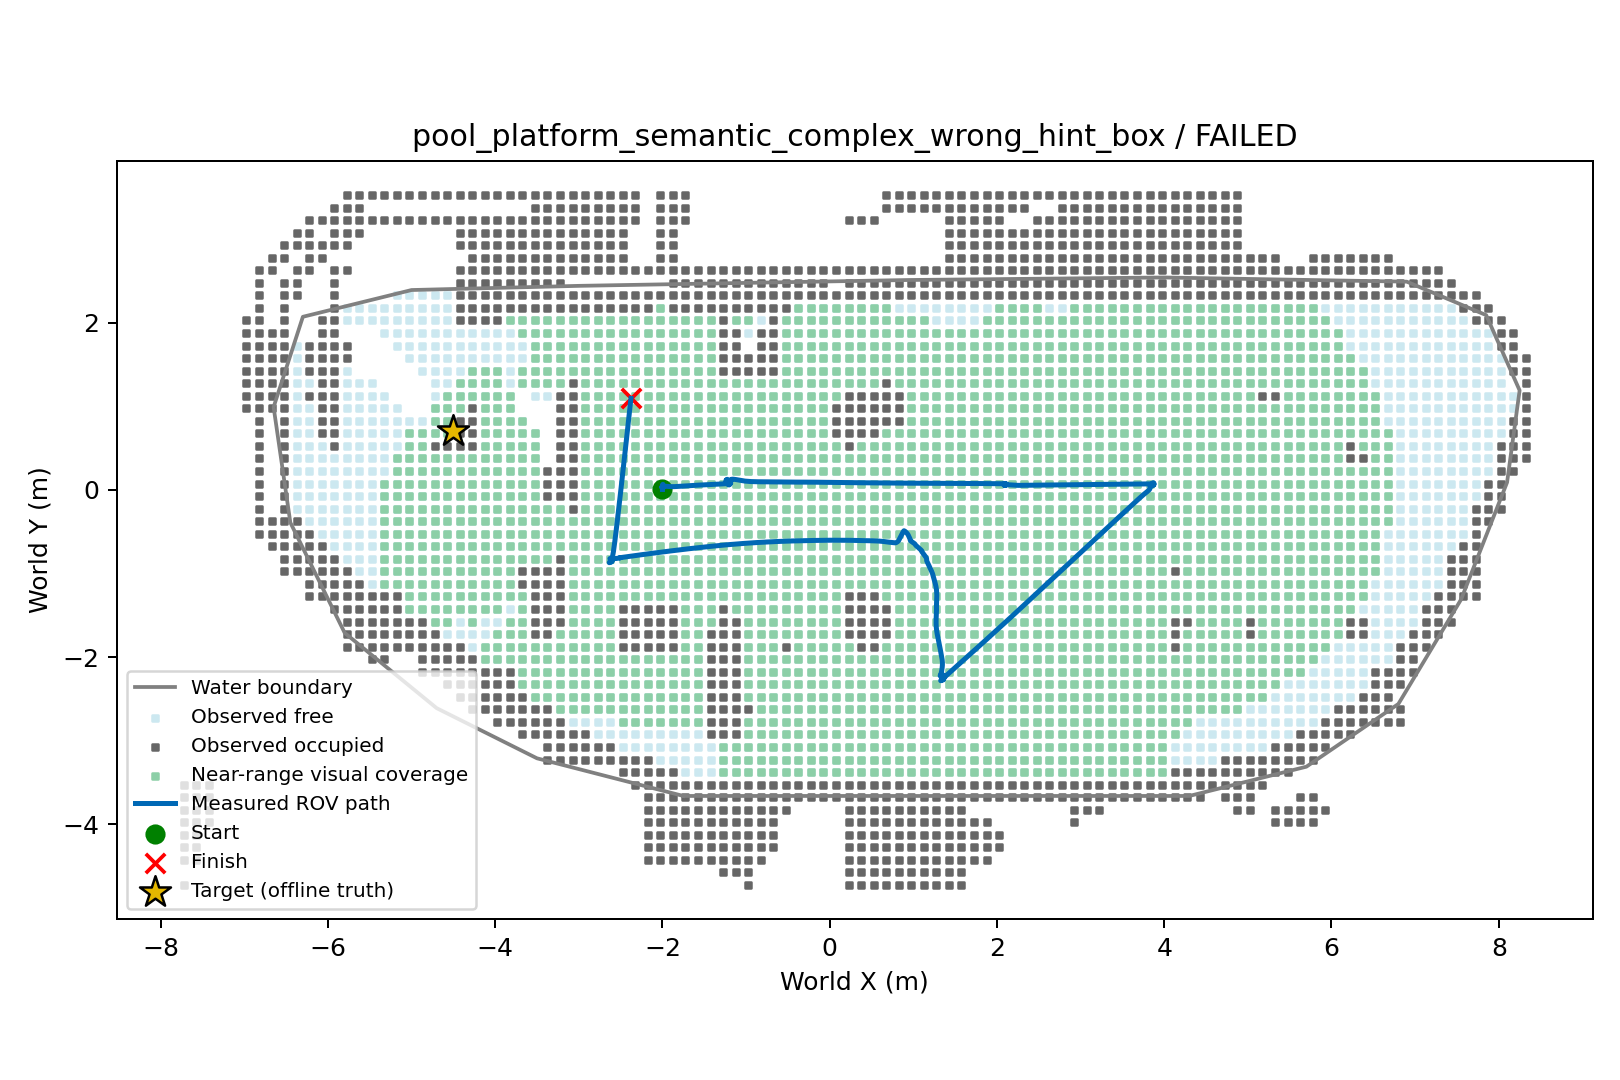 pool_platform_semantic_complex_wrong_hint_box / FAILED
World Y (m)
2
0
−2
−4
Water boundary
Observed free
Observed occupied
Near-range visual coverage
Measured ROV path
Start
Finish
Target (offline truth)
−8 −6 −4 −2 0 2 4 6 8
World X (m)